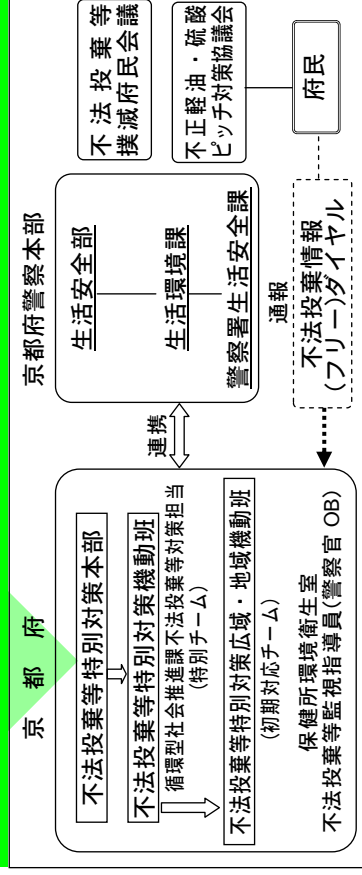 京都府
不法投棄等特別対策本部
不法投棄等特別対策機動班
循環型社会推進課不法投棄等対策担当
(特別チーム)
不法投棄等特別対策広域・地域機動班
(初期対応チーム)
保健所環境衛生室
不法投棄等監視指導員(警察官 OB)
連携
京都府警察本部
生活安全部
生活環境課
警察署生活安全課
通報
不法投棄情報
(フリー)ダイヤル
不法投棄等
撲滅府民会議
不正軽油・硫酸
ピッチ対策協議会
府民